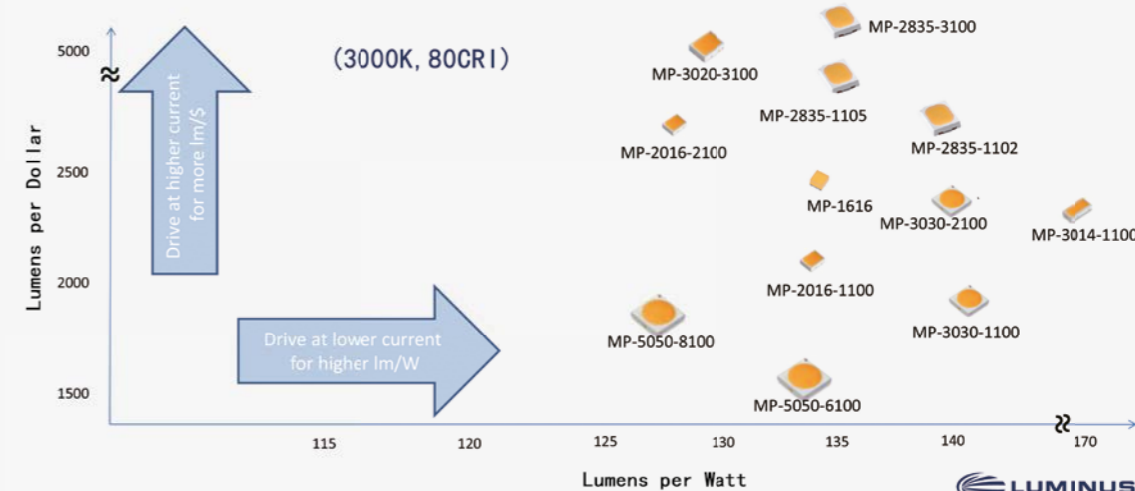 (3000K, 80CRI)
Lumens per Dollar
5000
2500
2000
1500
Drive at higher current
for more lm/$
Drive at lower current
for higher lm/W
MP-2835-3100
MP-3020-3100
MP-2835-1105
MP-2016-2100
MP-2835-1102
MP-1616
MP-3030-2100
MP-3014-1100
MP-2016-1100
MP-5050-8100
MP-3030-1100
MP-5050-6100
115
120
125
130
135
140
170
Lumens per Watt
LUMINUS